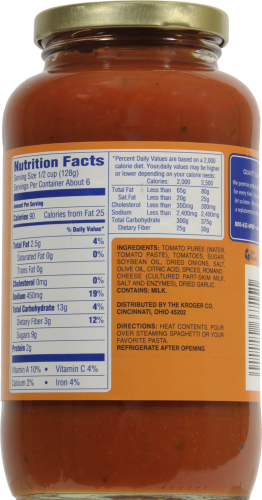 Nutrition Facts
Serving Size 1/2 cup (128g)
Servings Per Container About 6
Amount Per Serving
Calories 90 Calories from Fat 25
% Daily Value*
Total Fat 2.5g 4%
Saturated Fat 0g 0%
Trans Fat 0g
Cholesterol 0mg 0%
Sodium 450mg 19%
Total Carbohydrate 13g 4%
Dietary Fiber 3g 12%
Sugars 9g
Protein 2g
Vitamin A 10% • Vitamin C 4%
Calcium 2% • Iron 4%
*Percent Daily Values are based on a 2,000
calorie diet. Your daily values may be higher
or lower depending on your calorie needs.
Calories: 2,000 2,500
Total Fat Less than 65g 80g
Sat Fat Less than 20g 25g
Cholesterol Less than 300mg 300mg
Sodium Less than 2,400mg 2,400mg
Total Carbohydrate 300g 375g
Dietary Fiber 25g 30g
INGREDIENTS: TOMATO PUREE (WATER,
TOMATO PASTE), TOMATOES, SUGAR,
SOYBEAN OIL, DRIED ONIONS, SALT,
OLIVE OIL, CITRIC ACID, SPICES, ROMANO
CHEESE (CULTURED PART-SKIM MILK,
SALT AND ENZYMES), DRIED GARLIC.
CONTAINS: MILK.
DISTRIBUTED BY THE KROGER CO.
CINCINNATI, OHIO 45202
DIRECTIONS: HEAT CONTENTS. POUR
OVER STEAMING SPAGHETTI OR YOUR
FAVORITE PASTA.
REFRIGERATE AFTER OPENING